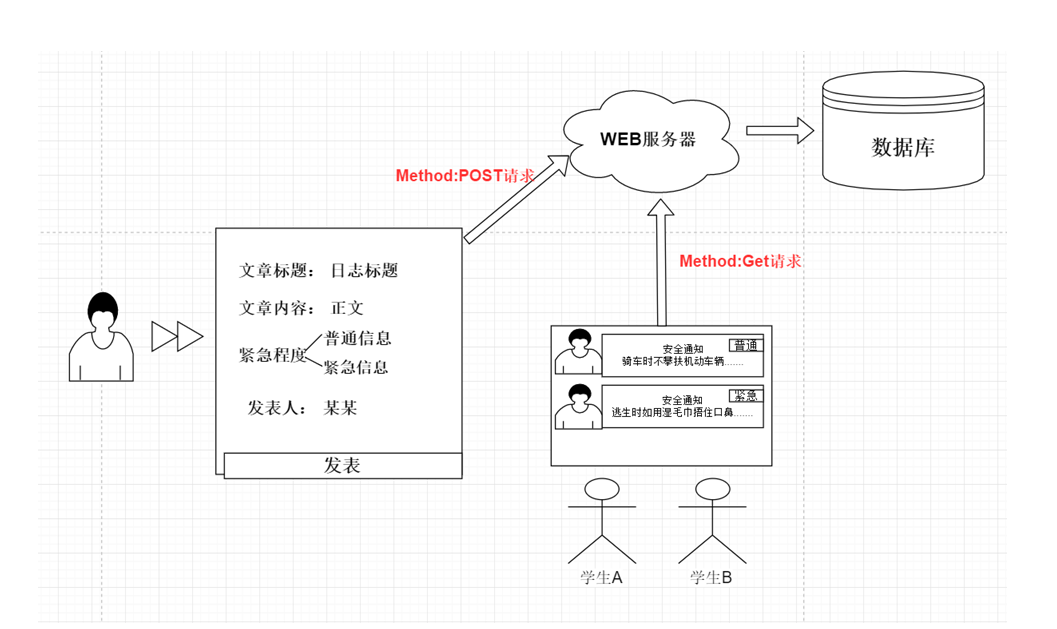 WEB服务器
数据库
Method:POST请求
Method:Get请求
文章标题： 日志标题
文章内容： 正文
紧急程度
普通信息
紧急信息
发表人： 某某
发表
安全通知
普通
骑车时不攀扶机动车辆.......
安全通知
紧急
逃生时如用湿毛巾捂住口鼻.......
学生A
学生B